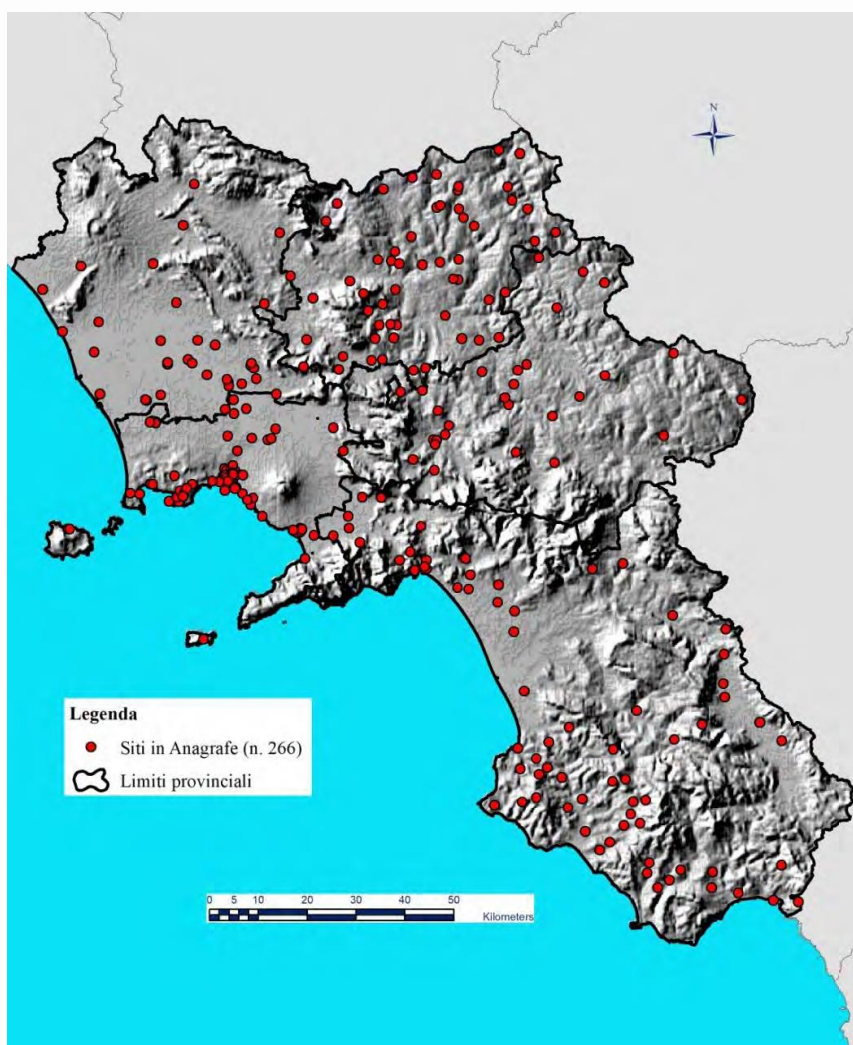 N
Legenda
Siti in Anagrafe (n. 266)
Limiti provinciali
0 5 10 20 30 40 50
Kilometers